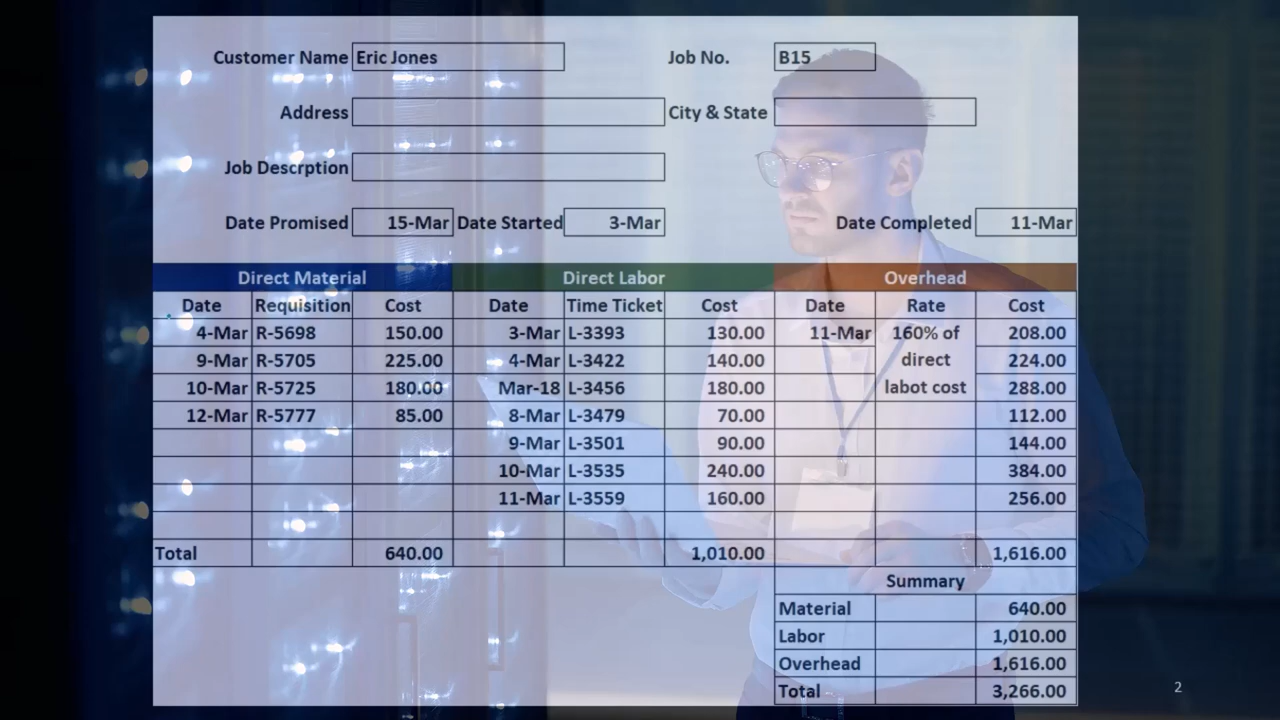 Customer Name Eric Jones Job No. B15
Address City & State
Job Descrption
Date Promised 15-Mar Date Started 3-Mar Date Completed 11-Mar
Direct Material Direct Labor Overhead
Date Requisition Cost Date Time Ticket Cost Date Rate Cost
4-Mar R-5698 150.00 3-Mar L-3393 130.00 11-Mar 160% of 208.00
9-Mar R-5705 225.00 4-Mar L-3422 140.00 direct 224.00
10-Mar R-5725 180.00 Mar-18 L-3456 180.00 labot cost 288.00
12-Mar R-5777 85.00 8-Mar L-3479 70.00 112.00
9-Mar L-3501 90.00 144.00
10-Mar L-3535 240.00 384.00
11-Mar L-3559 160.00 256.00
Total 640.00 1,010.00 1,616.00
Summary
Material 640.00
Labor 1,010.00
Overhead 1,616.00
Total 3,266.00
2